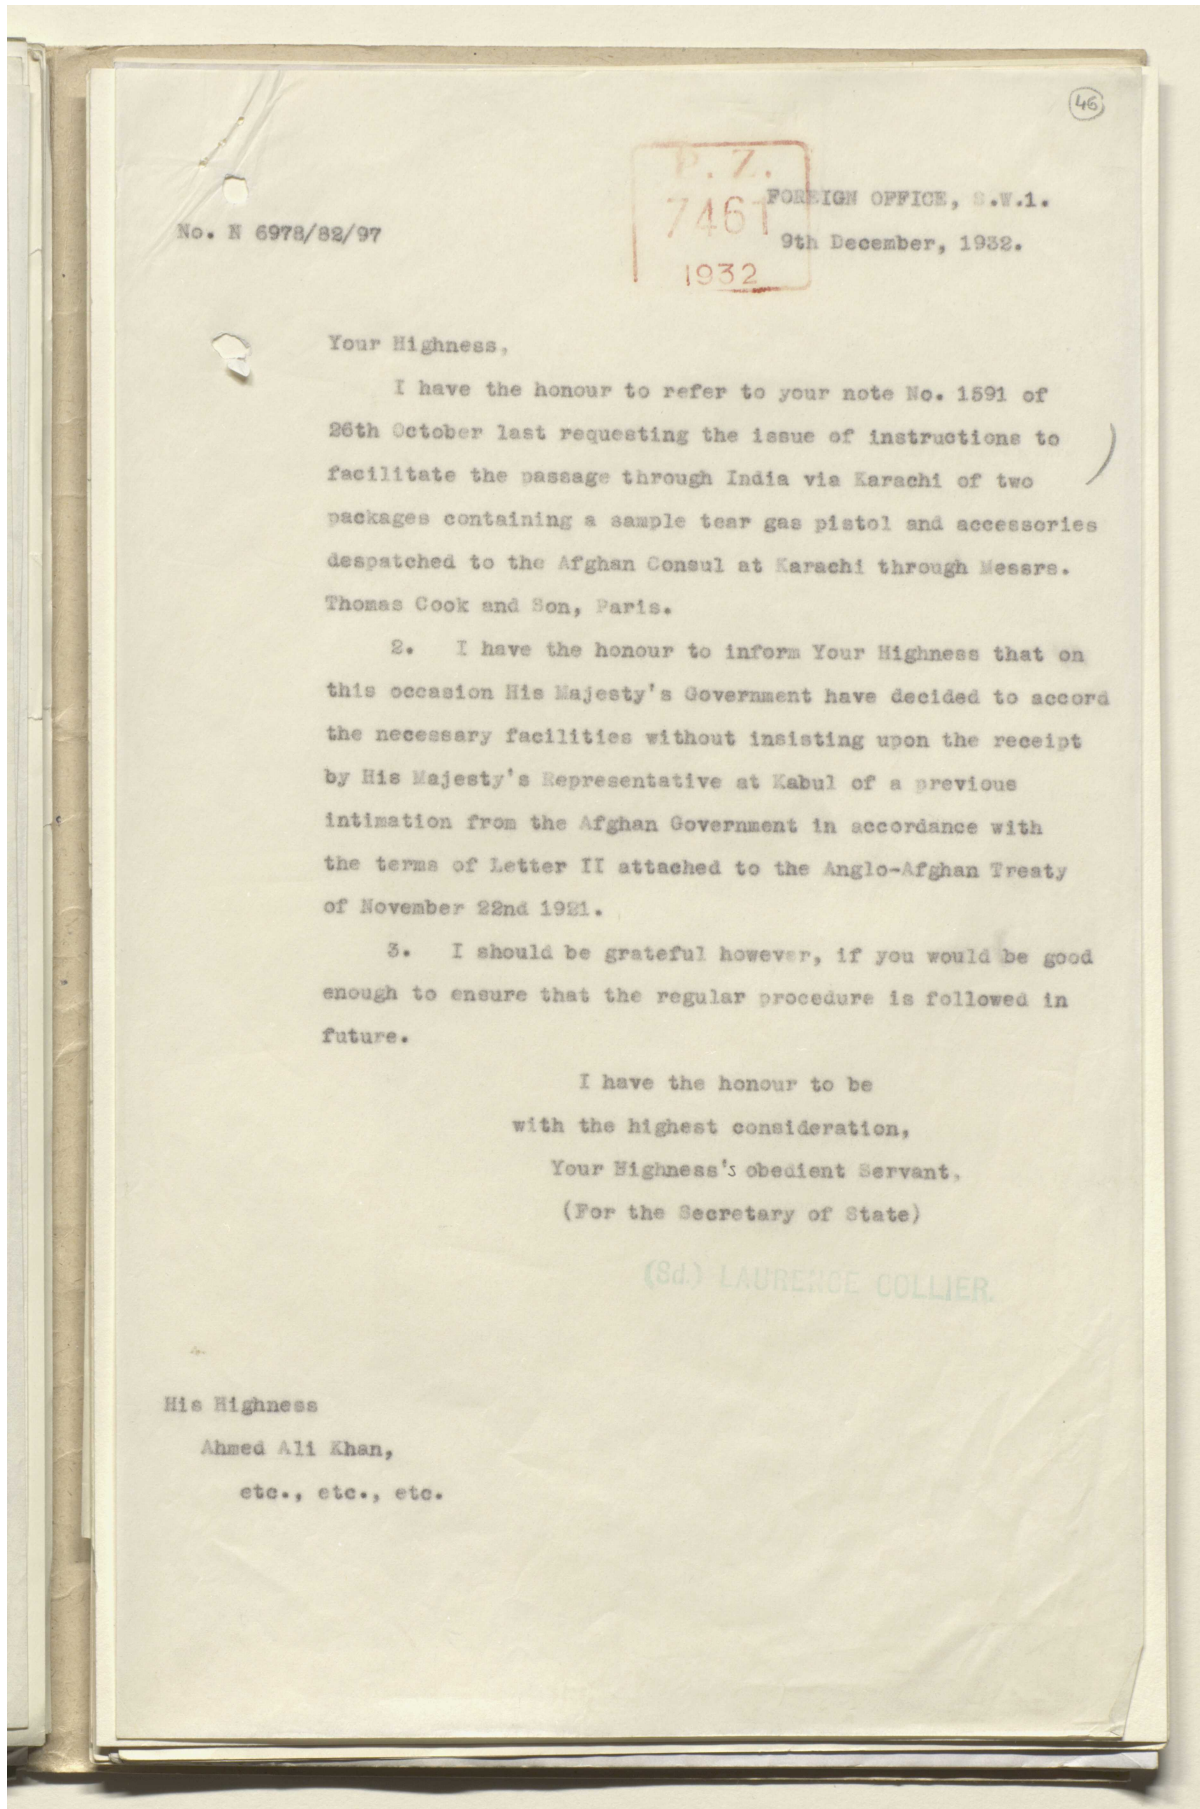 46
P. Z.
7461
1932
FOREIGN OFFICE, S.W.1.
No. N 6978/82/97
9th December, 1932.
Your Highness,
I have the honour to refer to your note No. 1591 of
26th October last requesting the issue of instructions to
facilitate the passage through India via Karachi of two
packages containing a sample tear gas pistol and accessories
despatched to the Afghan Consul at Karachi through Messrs.
Thomas Cook and Son, Paris.
2. I have the honour to inform Your Highness that on
this occasion His Majesty's Government have decided to accord
the necessary facilities without insisting upon the receipt
by His Majesty's Representative at Kabul of a previous
intimation from the Afghan Government in accordance with
the terms of Letter II attached to the Anglo-Afghan Treaty
of November 22nd 1921.
3. I should be grateful however, if you would be good
enough to ensure that the regular procedure is followed in
future.
I have the honour to be
with the highest consideration,
Your Highness's obedient Servant,
(For the Secretary of State)
(Sd.) LAURENCE COLLIER.
His Highness
Ahmed Ali Khan,
etc., etc., etc.